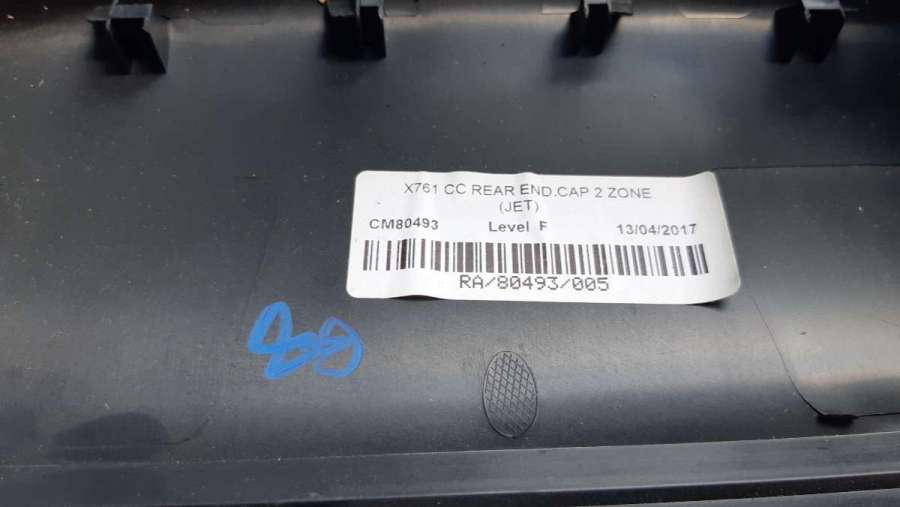 X761 CC REAR END.CAP 2 ZONE
(JET)
CM80493 Level F 13/04/2017
RA/80493/005